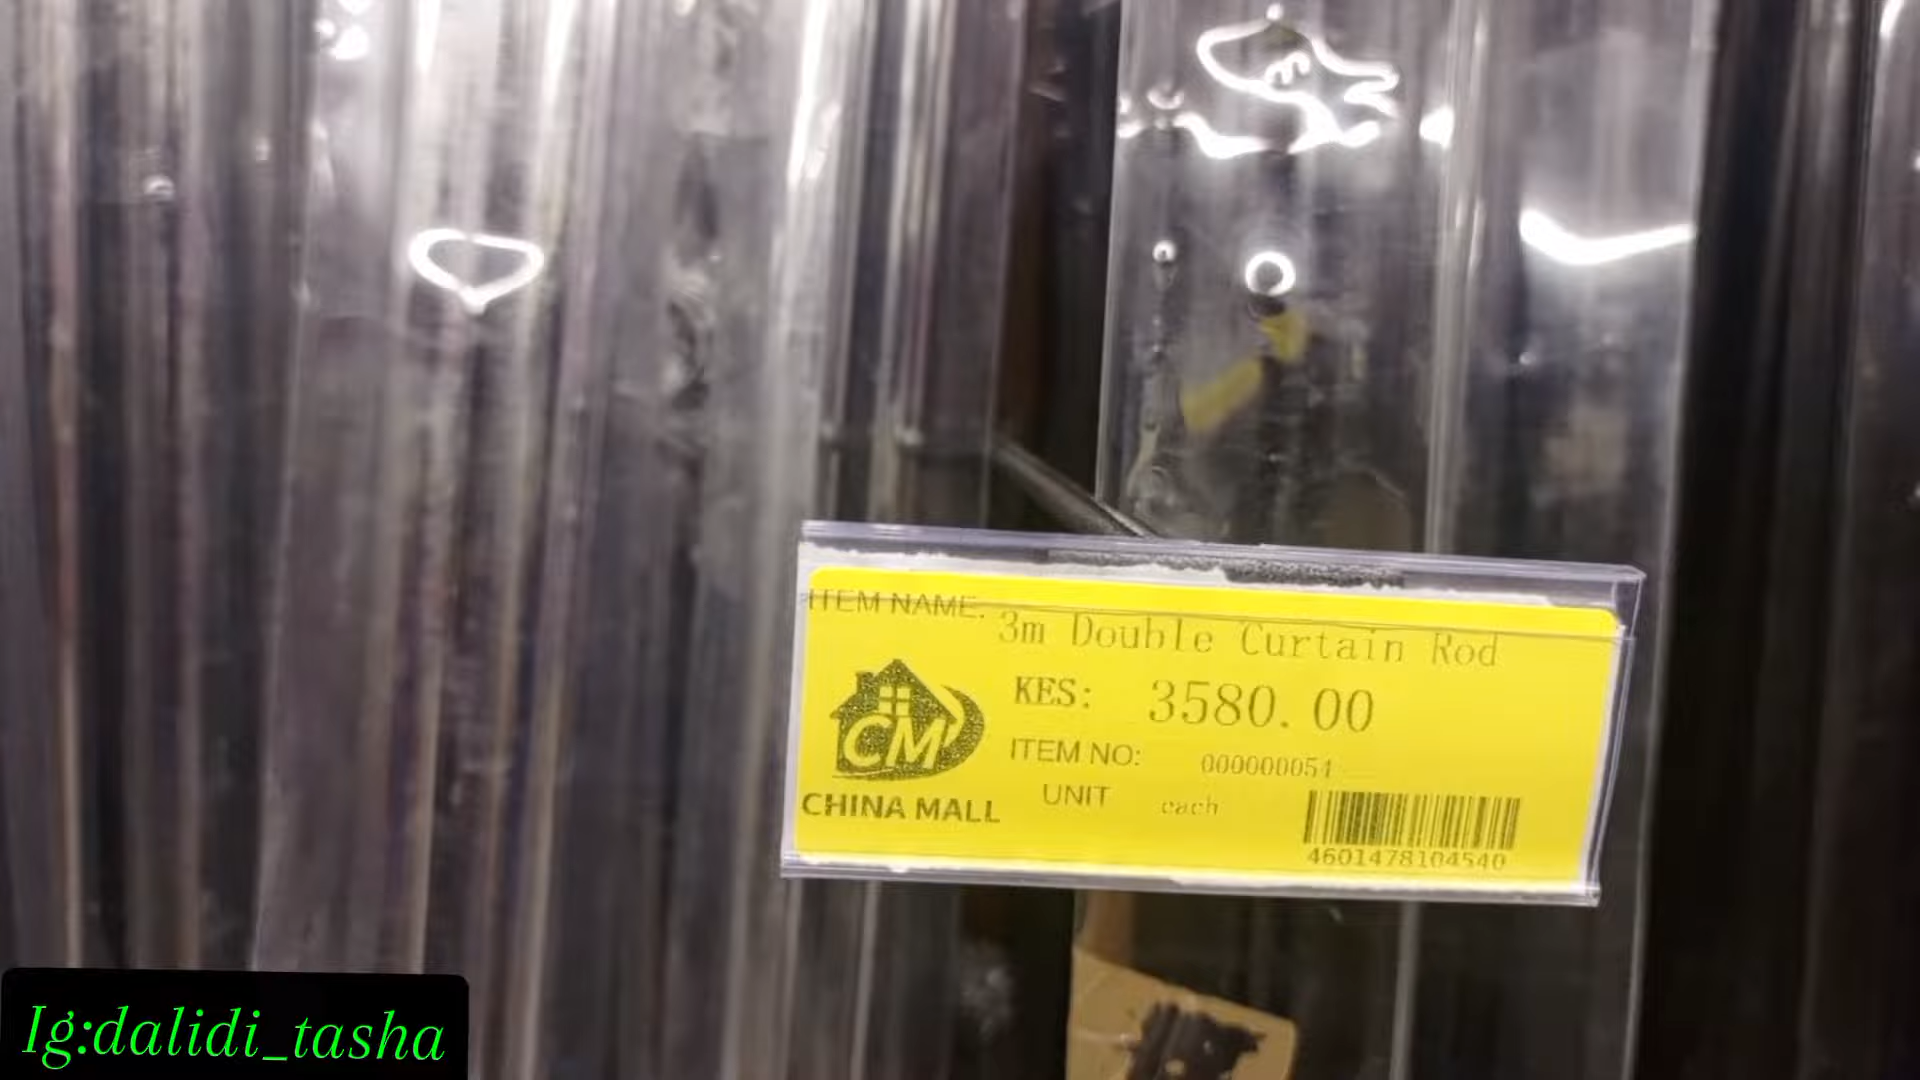 ITEM NAME: 3m Double Curtain Rod
KES: 3580.00
CM
ITEM NO: 000000054
CHINA MALL
UNIT each
4601478104540
Ig:dalidi_tasha